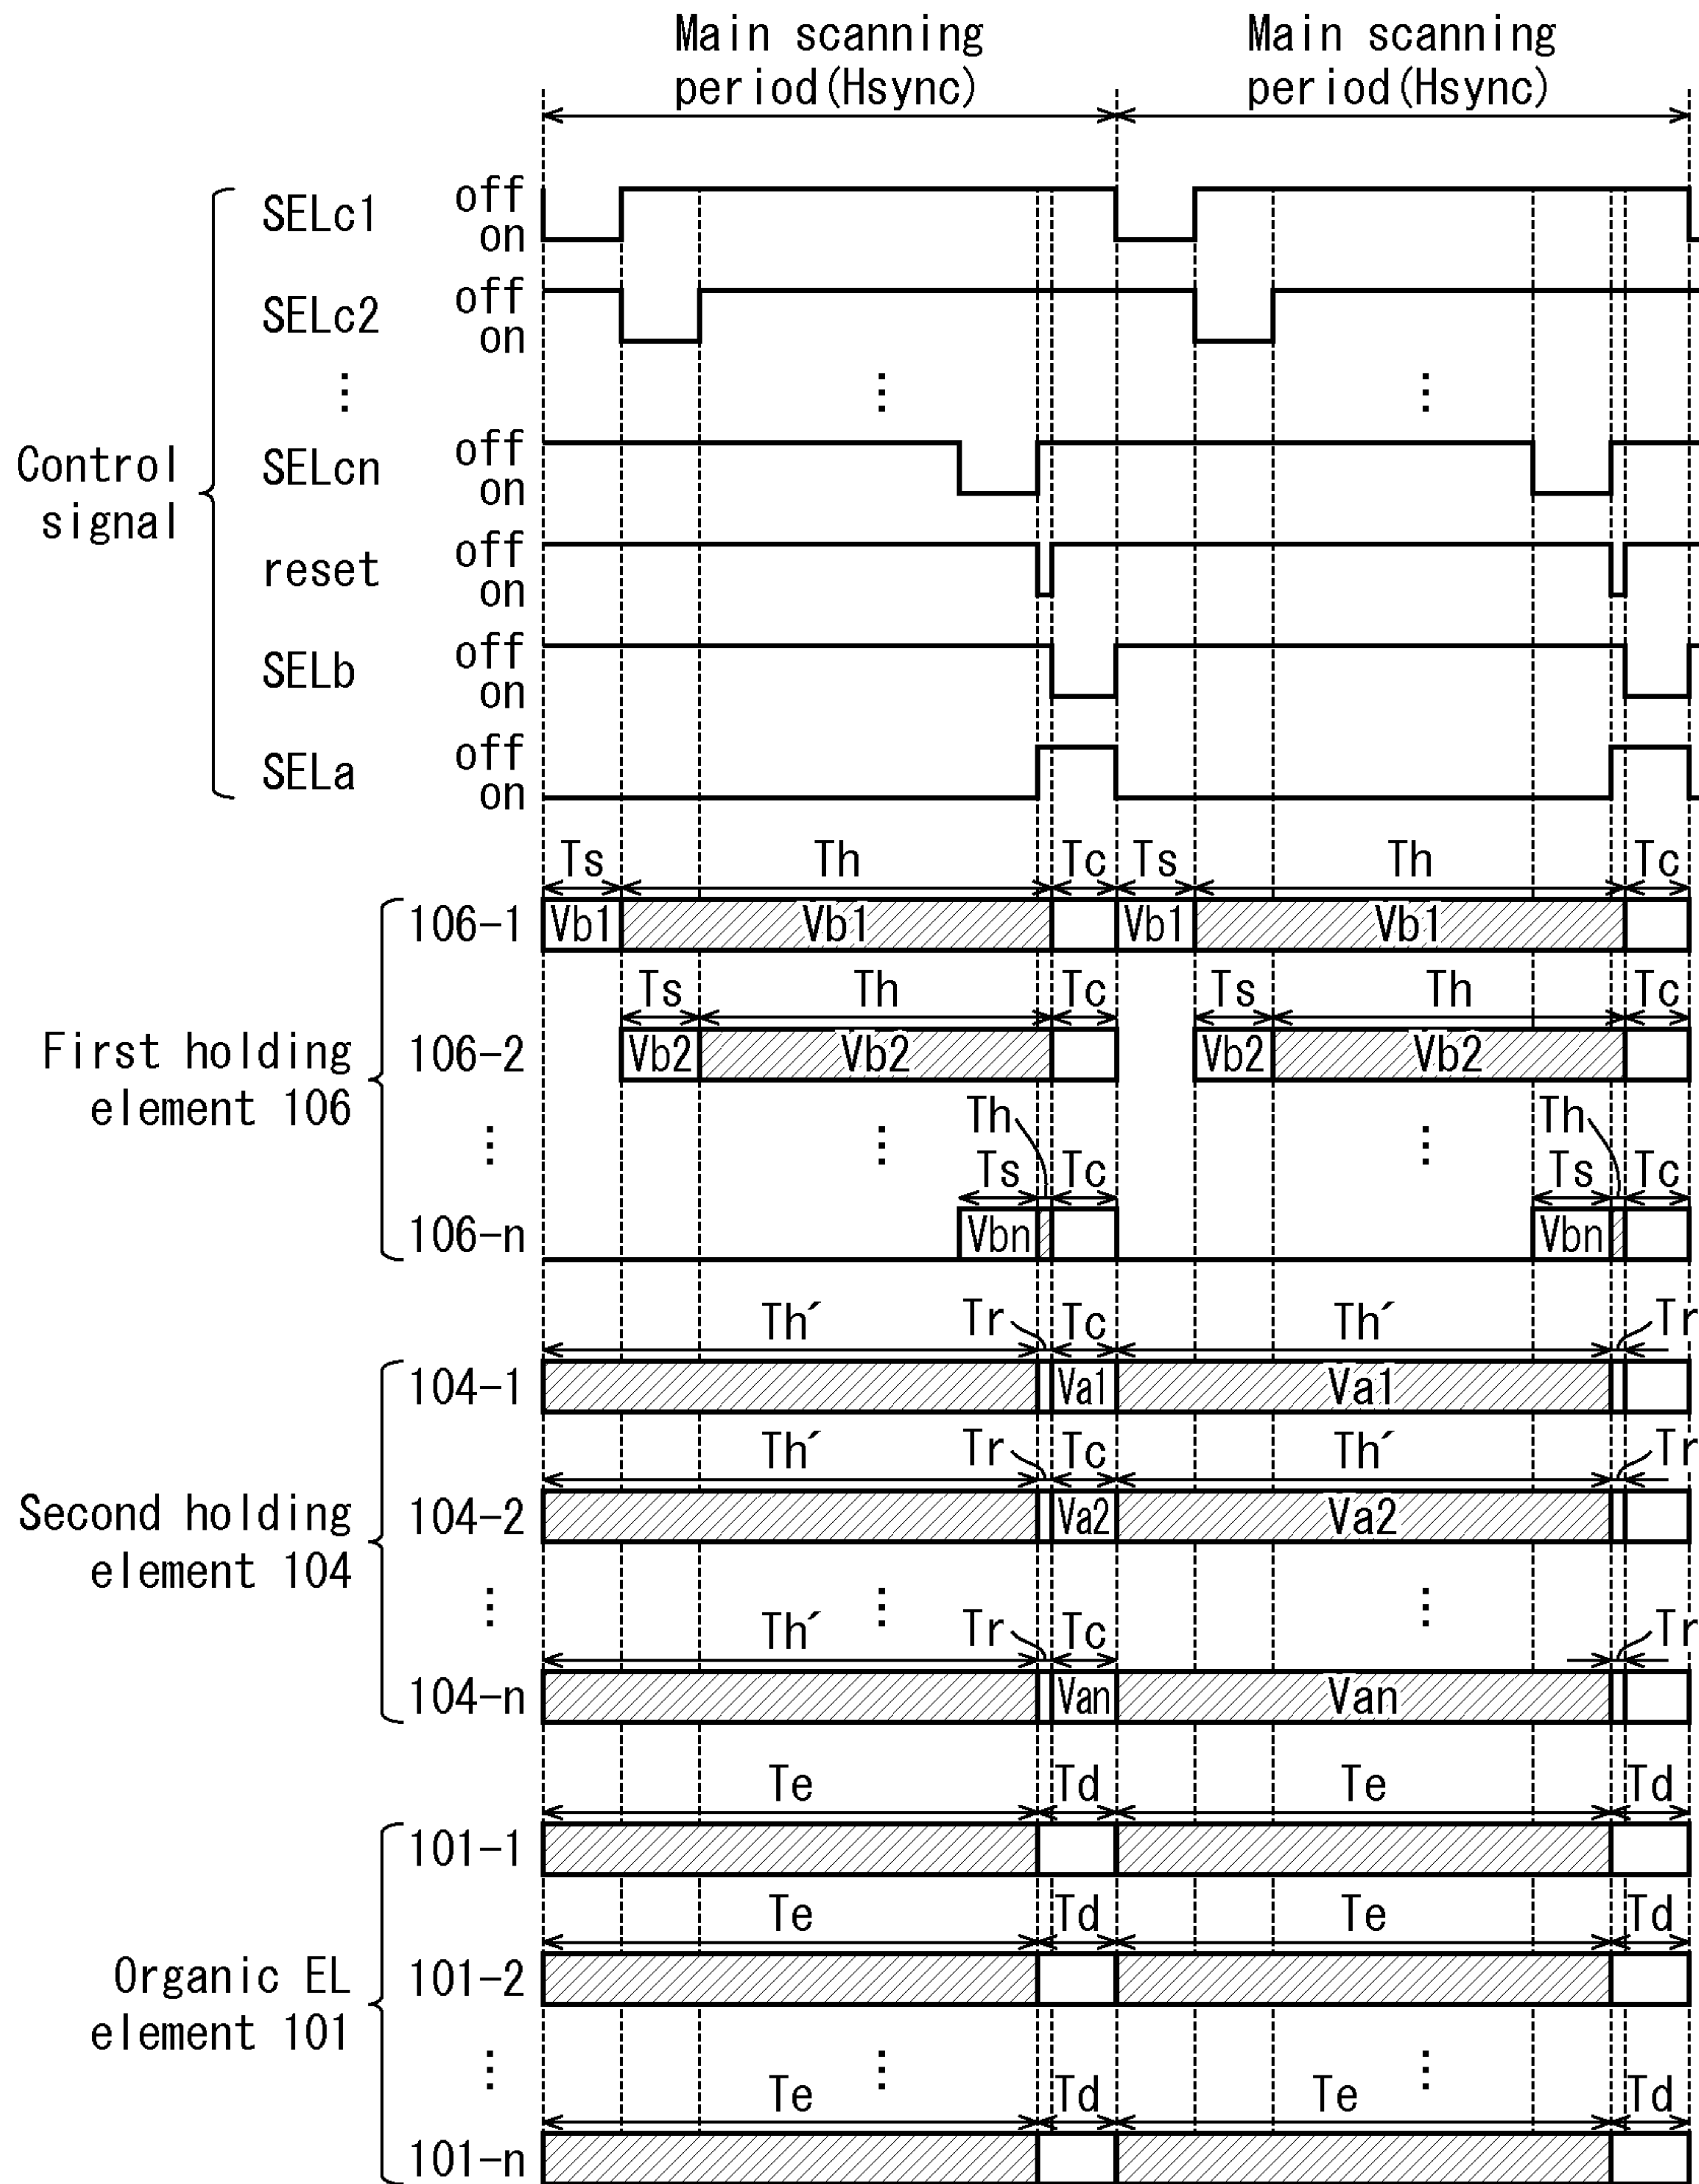 Main scanning period(Hsync)
Main scanning period(Hsync)
Control signal
SELc1 off on
SELc2 off on
⋮ ⋮ ⋮
SELcn off on
reset off on
SELb off on
SELa off on
Ts Th Tc Ts Th Tc
106-1 Vb1 Vb1 Vb1 Vb1
Ts Th Tc Ts Th Tc
First holding element 106
106-2 Vb2 Vb2 Vb2 Vb2
⋮ ⋮ ⋮
Th Th
Ts Tc Ts Tc
106-n Vbn Vbn
Th´ Tr Tc Th´ Tr
104-1 Va1 Va1
Th´ Tr Tc Th´ Tr
Second holding element 104
104-2 Va2 Va2
⋮ ⋮ ⋮
Th´ Tr Tc Tr
104-n Van Van
Te Td Te Td
101-1
Te Td Te Td
Organic EL element 101
101-2
⋮ ⋮ ⋮
Te Td Te Td
101-n